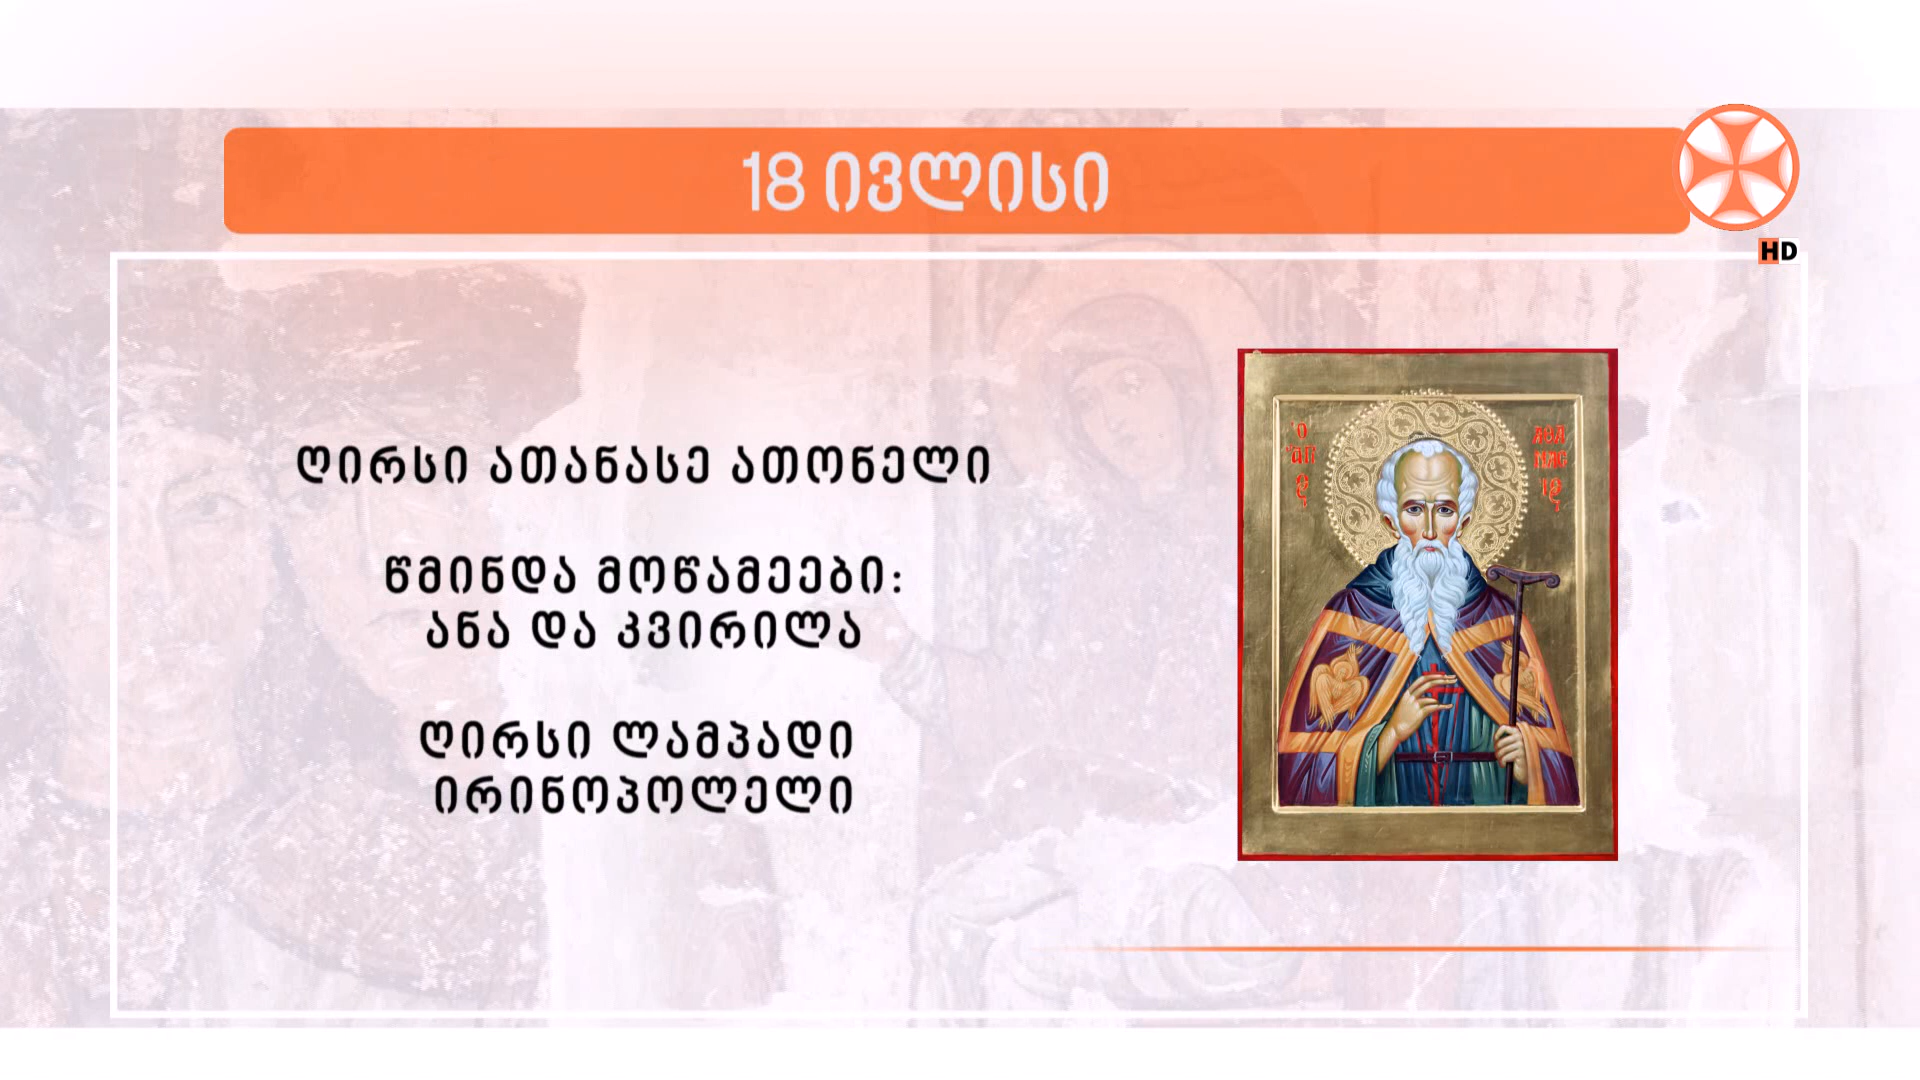 18 ივლისი
HD
ღირსი ათანასე ათონელი
წმინდა მოწამეები:
ანა და კვირილა
ღირსი ლამპადი
ირინოპოლელი